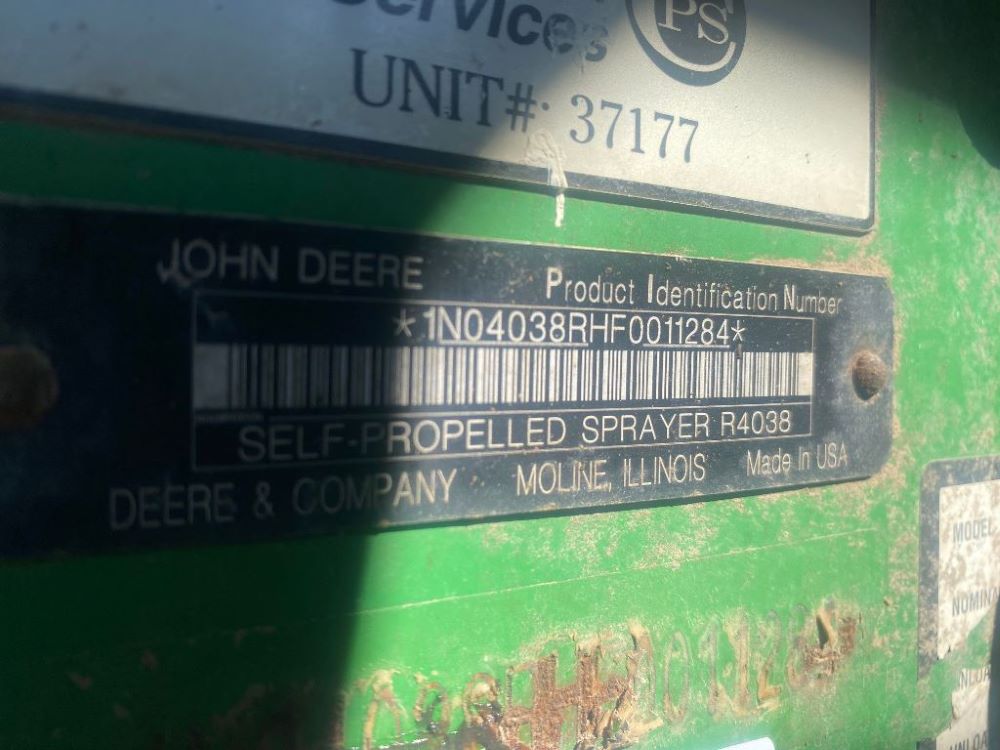 Services
PS
UNIT#: 37177
JOHN DEERE
Product Identification Number
*1N04038RHF0011284*
SELF-PROPELLED SPRAYER R4038
DEERE & COMPANY MOLINE, ILLINOIS Made In USA
MODEL